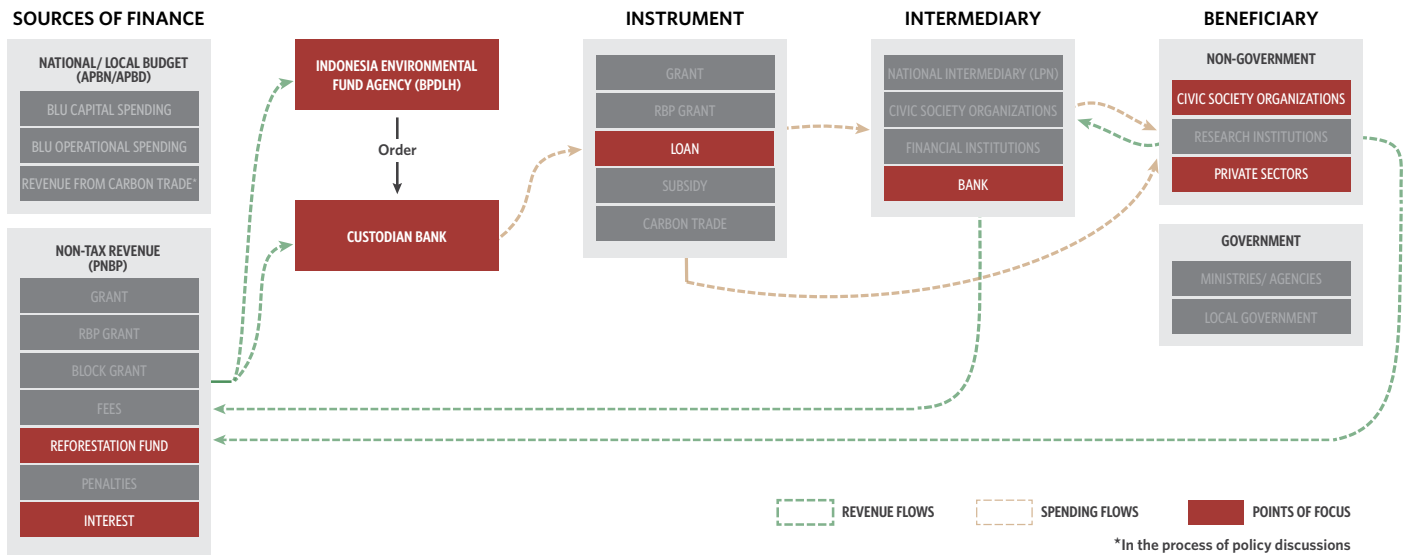 SOURCES OF FINANCE
NATIONAL/ LOCAL BUDGET
(APBN/APBD)
BLU CAPITAL SPENDING
BLU OPERATIONAL SPENDING
REVENUE FROM CARBON TRADE*
NON-TAX REVENUE
(PNBP)
GRANT
RBP GRANT
BLOCK GRANT
FEES
REFORESTATION FUND
PENALTIES
INTEREST
INDONESIA ENVIRONMENTAL
FUND AGENCY (BPDLH)
Order
CUSTODIAN BANK
INSTRUMENT
GRANT
RBP GRANT
LOAN
SUBSIDY
CARBON TRADE
INTERMEDIARY
NATIONAL INTERMEDIARY (LPN)
CIVIC SOCIETY ORGANIZATIONS
FINANCIAL INSTITUTIONS
BANK
BENEFICIARY
NON-GOVERNMENT
CIVIC SOCIETY ORGANIZATIONS
RESEARCH INSTITUTIONS
PRIVATE SECTORS
GOVERNMENT
MINISTRIES/ AGENCIES
LOCAL GOVERNMENT
REVENUE FLOWS
SPENDING FLOWS
POINTS OF FOCUS
*In the process of policy discussions